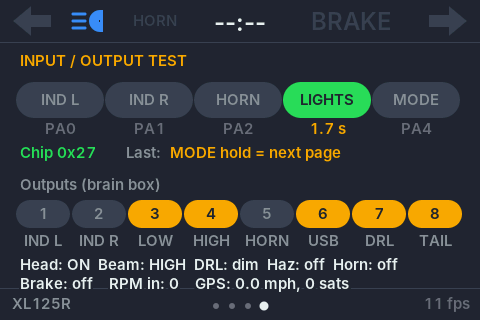 HORN --:-- BRAKE
INPUT / OUTPUT TEST
IND L IND R HORN LIGHTS MODE
PA0 PA1 PA2 1.7 s PA4
Chip 0x27 Last: MODE hold = next page
Outputs (brain box)
1 2 3 4 5 6 7 8
IND L IND R LOW HIGH HORN USB DRL TAIL
Head: ON Beam: HIGH DRL: dim Haz: off Horn: off
Brake: off RPM in: 0 GPS: 0.0 mph, 0 sats
XL125R 11 fps